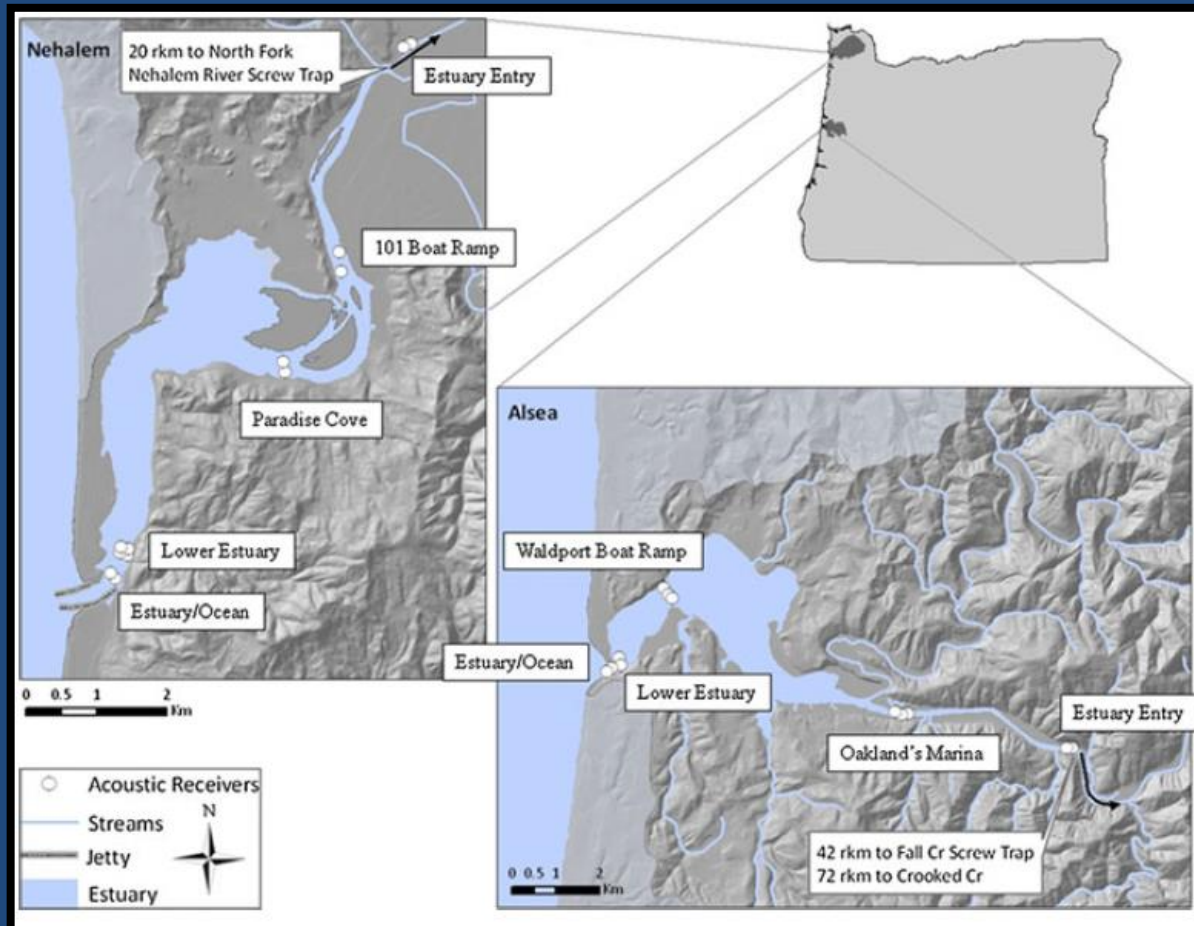 Nehalem
20 rkm to North Fork
Nehalem River Screw Trap
Estuary Entry
101 Boat Ramp
Paradise Cove
Lower Estuary
Estuary/Ocean
0 0.5 1 2
Km
Alsea
Waldport Boat Ramp
Estuary/Ocean
Lower Estuary
Oakland's Marina
Estuary Entry
42 rkm to Fall Cr Screw Trap
72 rkm to Crooked Cr
0 0.5 1 2
Km
Acoustic Receivers
Streams
Jetty
Estuary
N